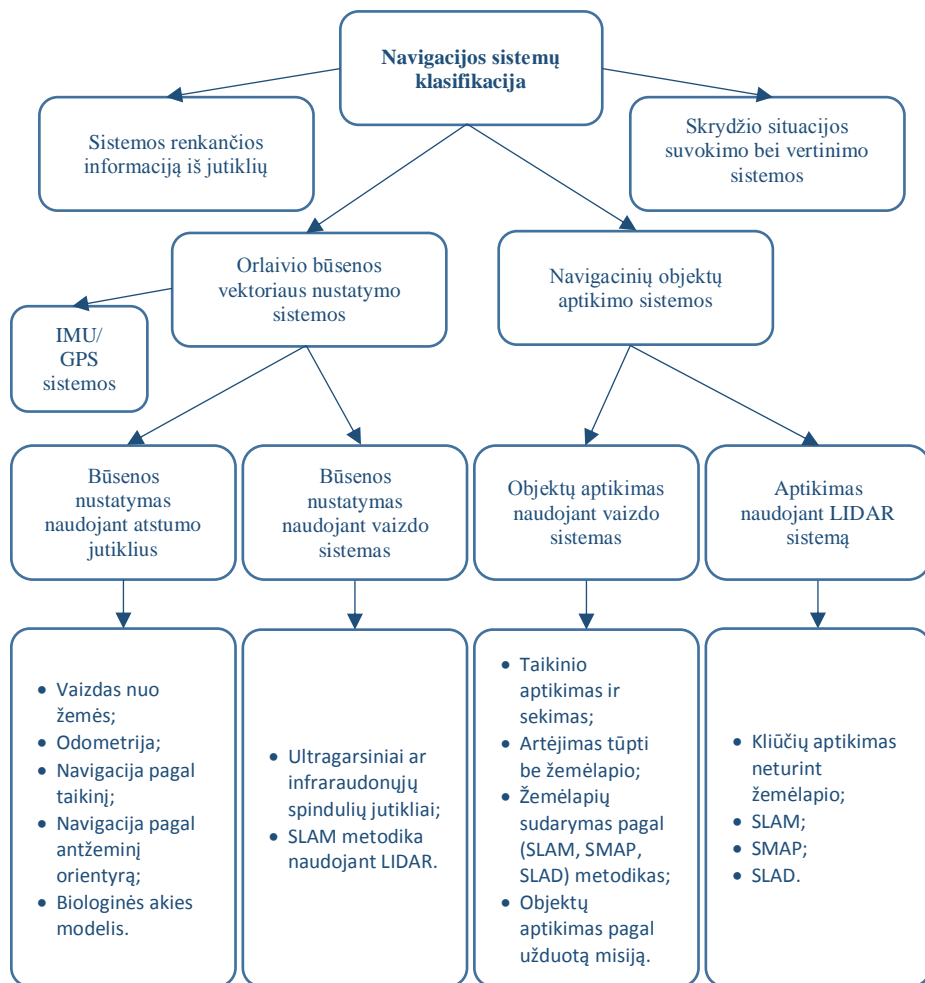 Navigacijos sistemų
klasifikacija
Sistemos renkančios
informaciją iš jutiklių
Skrydžio situacijos
suvokimo bei vertinimo
sistemos
Orlaivio būsenos
vektoriaus nustatymo
sistemos
Navigacinių objektų
aptikimo sistemos
IMU/
GPS
sistemos
Būsenos
nustatymas
naudojant atstumo
jutiklius
Būsenos
nustatymas
naudojant vaizdo
sistemas
Objektų aptikimas
naudojant vaizdo
sistemas
Aptikimas
naudojant LIDAR
sistemą
• Vaizdas nuo
žemės;
• Odometrija;
• Navigacija pagal
taikinį;
• Navigacija pagal
antžeminį
orientyrą;
• Biologinės akies
modelis.
• Ultragarsiniai ar
infraraudonųjų
spindulių jutikliai;
• SLAM metodika
naudojant LIDAR.
• Taikinio
aptikimas ir
sekimas;
• Artėjimas tūpti
be žemėlapio;
• Žemėlapių
sudarymas pagal
(SLAM, SMAP,
SLAD) metodikas;
• Objektų
aptikimas pagal
užduotą misiją.
• Kliūčių aptikimas
neturint
žemėlapio;
• SLAM;
• SMAP;
• SLAD.